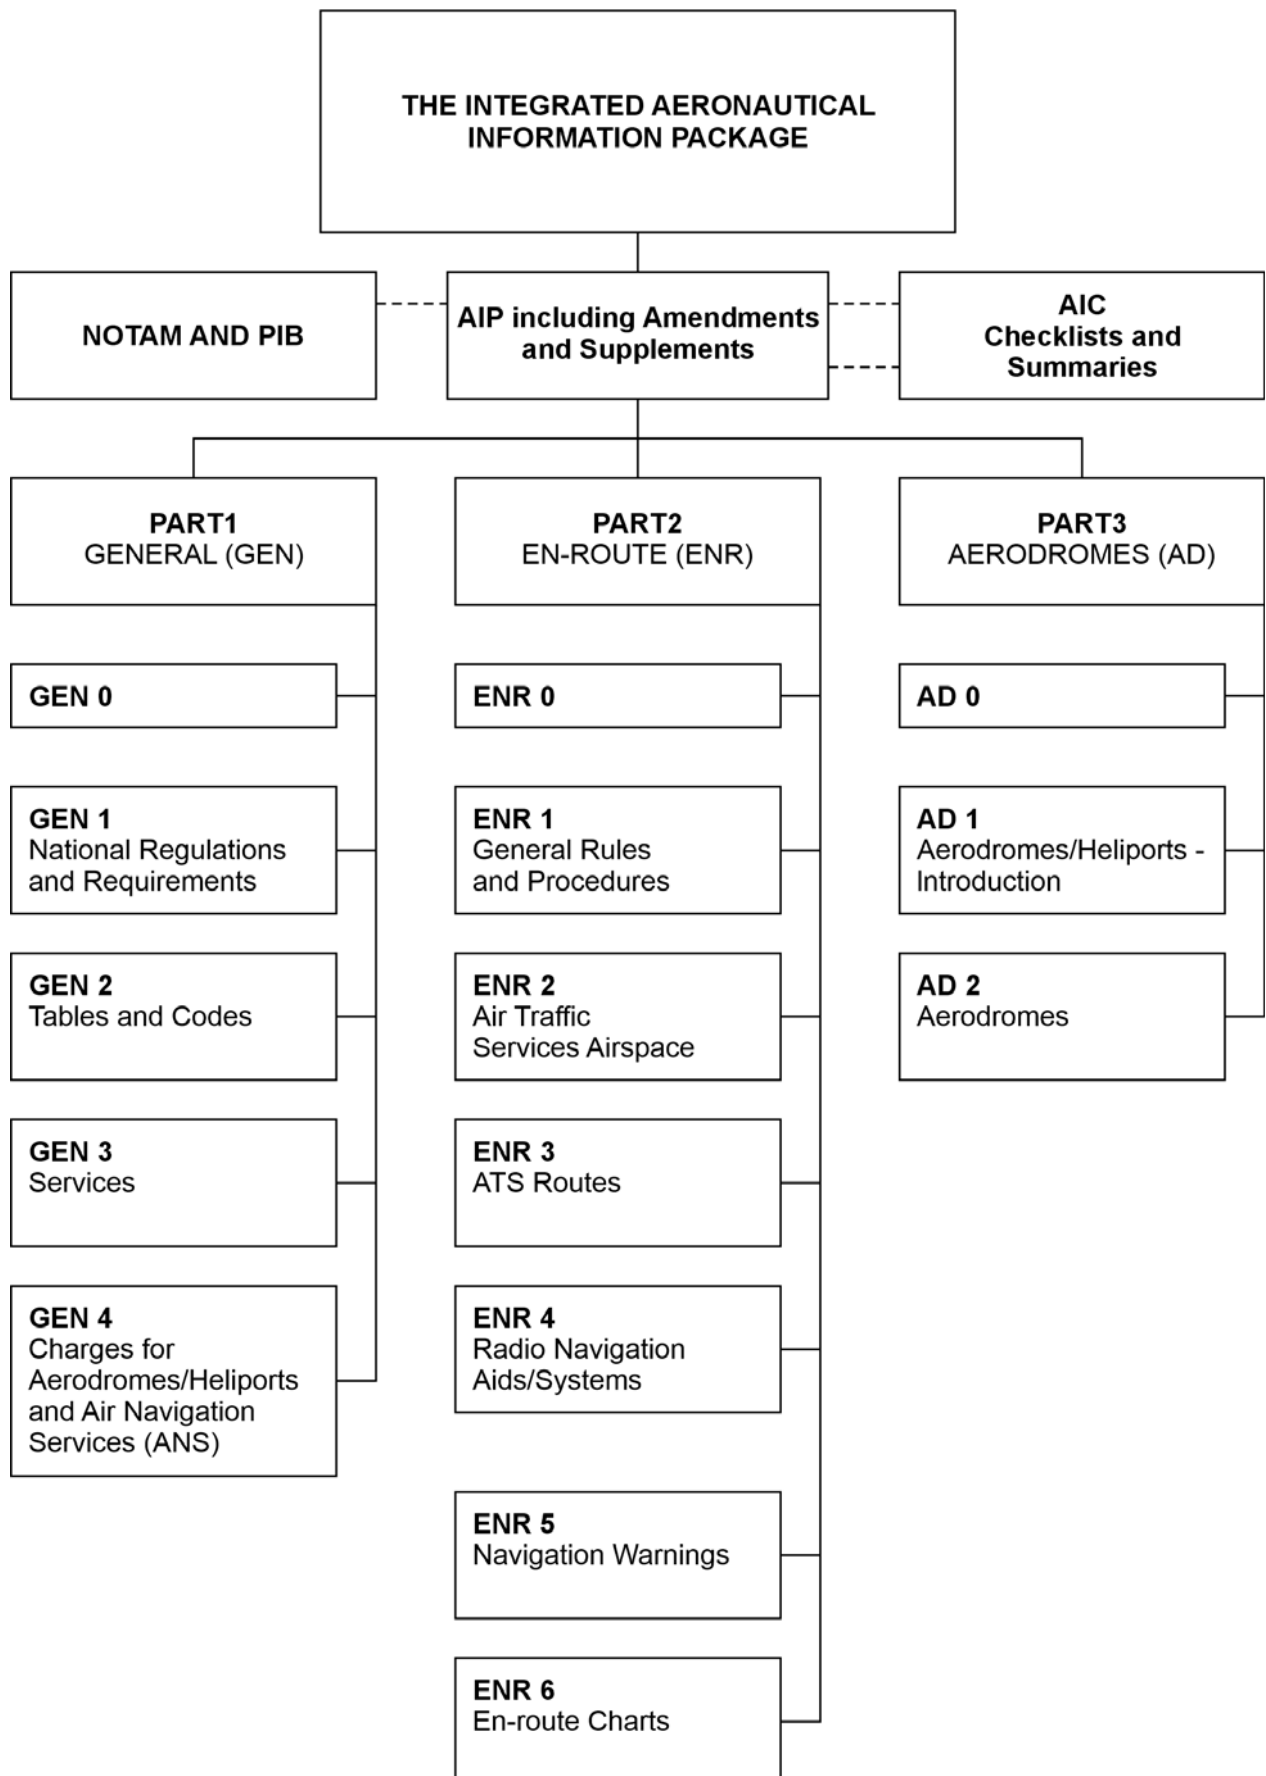 THE INTEGRATED AERONAUTICAL
INFORMATION PACKAGE
NOTAM AND PIB
AIP including Amendments
and Supplements
AIC
Checklists and
Summaries
PART1
GENERAL (GEN)
GEN 0
GEN 1
National Regulations
and Requirements
GEN 2
Tables and Codes
GEN 3
Services
GEN 4
Charges for
Aerodromes/Heliports
and Air Navigation
Services (ANS)
PART2
EN-ROUTE (ENR)
ENR 0
ENR 1
General Rules
and Procedures
ENR 2
Air Traffic
Services Airspace
ENR 3
ATS Routes
ENR 4
Radio Navigation
Aids/Systems
ENR 5
Navigation Warnings
ENR 6
En-route Charts
PART3
AERODROMES (AD)
AD 0
AD 1
Aerodromes/Heliports -
Introduction
AD 2
Aerodromes